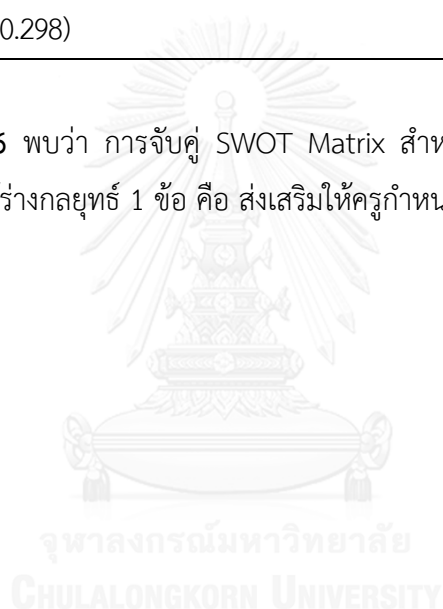 0.298)
6 พบว่า การจับคู่ SWOT Matrix สำห
ร่างกลยุทธ์ 1 ข้อ คือ ส่งเสริมให้ครูกำหน
จุฬาลงกรณ์มหาวิทยาลัย
CHULALONGKORN UNIVERSITY